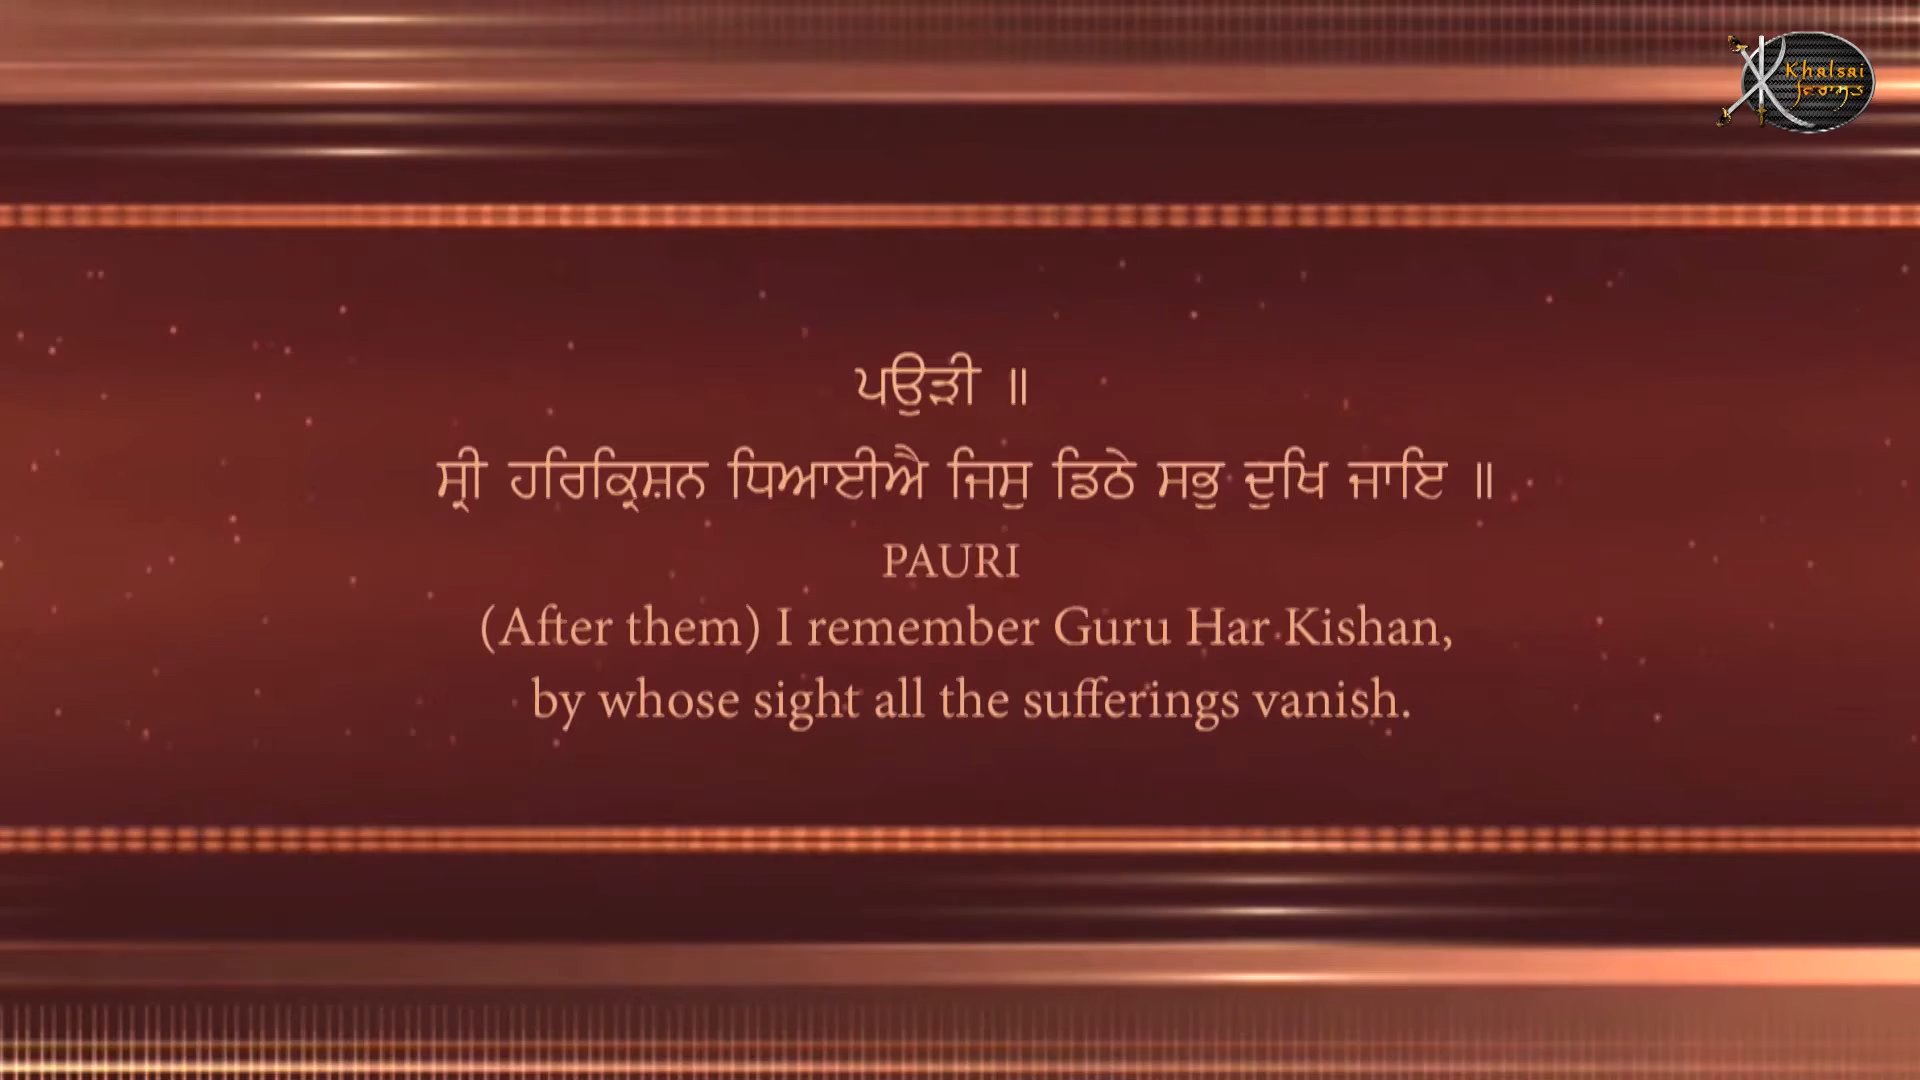 Khalsai
ਪਉੜੀ ॥
ਸ੍ਰੀ ਹਰਿਕ੍ਰਿਸ਼ਨ ਧਿਆਈਐ ਜਿਸੁ ਡਿਠੇ ਸਭੁ ਦੁਖਿ ਜਾਇ ॥
PAURI
(After them) I remember Guru Har Kishan,
by whose sight all the sufferings vanish.